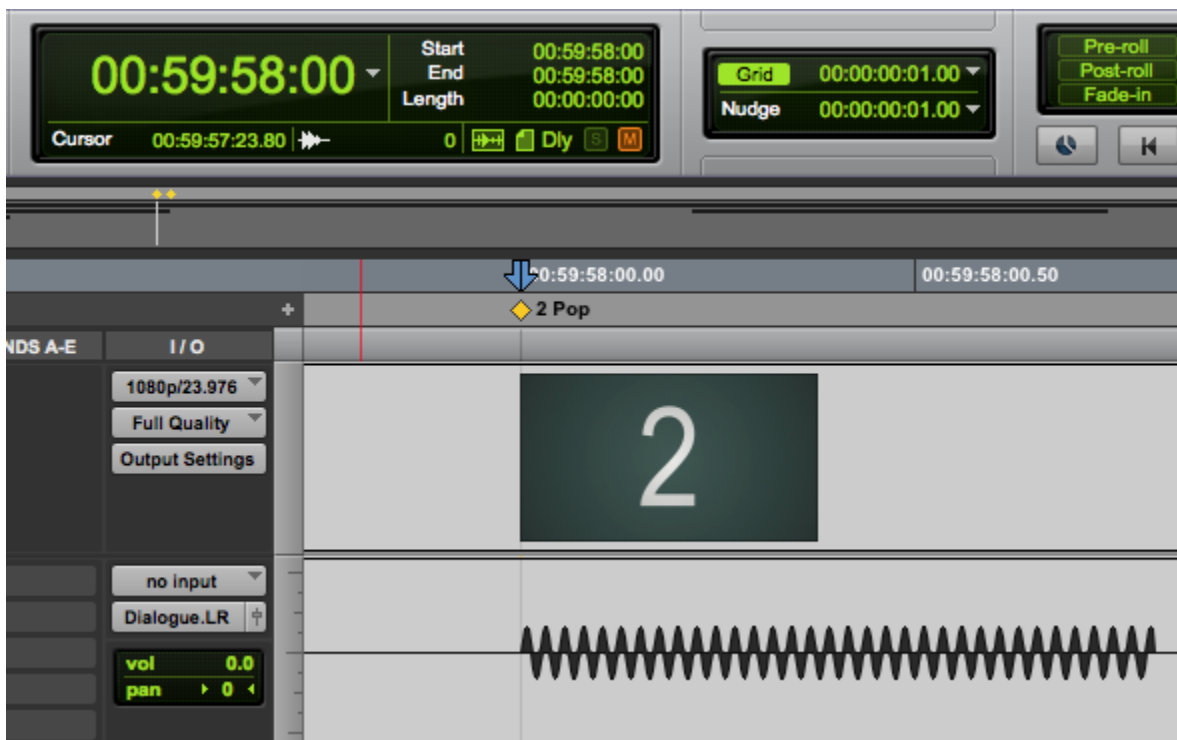 00:59:58:00
Start 00:59:58:00
End 00:59:58:00
Length 00:00:00:00
Cursor 00:59:57:23.80 0 Dly S M
Grid 00:00:00:01.00
Nudge 00:00:00:01.00
Pre-roll
Post-roll
Fade-in
0:59:58:00.00 00:59:58:00.50
2 Pop
NDS A-E I / O
1080p/23.976
Full Quality
Output Settings
2
no input
Dialogue.LR
vol 0.0
pan 0